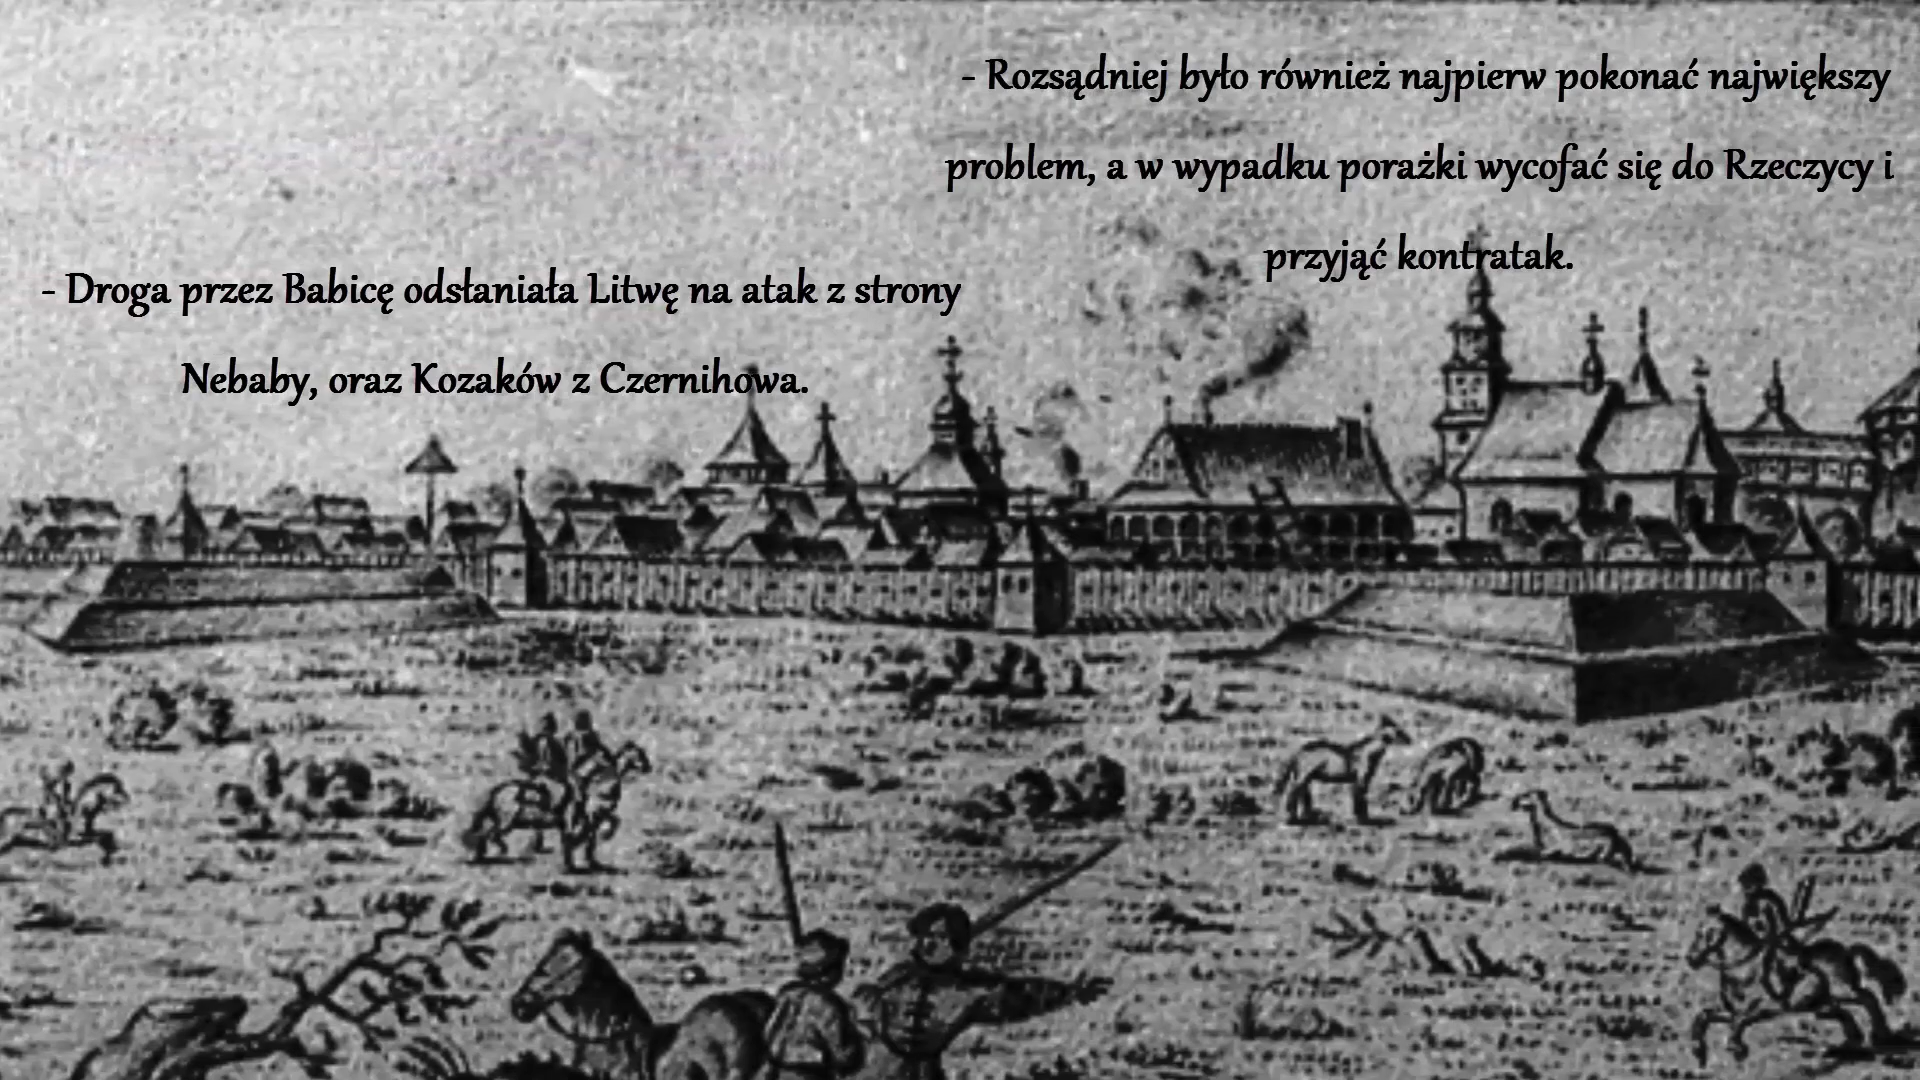 - Droga przez Babicę odsłaniała Litwę na atak z strony
Nebaby, oraz Kozaków z Czernihowa.
- Rozsądniej było również najpierw pokonać największy
problem, a w wypadku porażki wycofać się do Rzeczycy i
przyjąć kontratak.